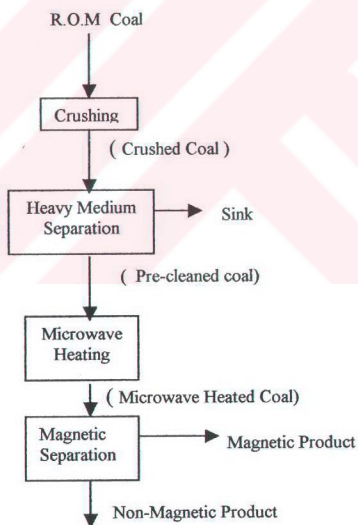 R.O.M Coal
Crushing
( Crushed Coal )
Heavy Medium
Separation
Sink
( Pre-cleaned coal)
Microwave
Heating
( Microwave Heated Coal)
Magnetic
Separation
Magnetic Product
Non-Magnetic Product